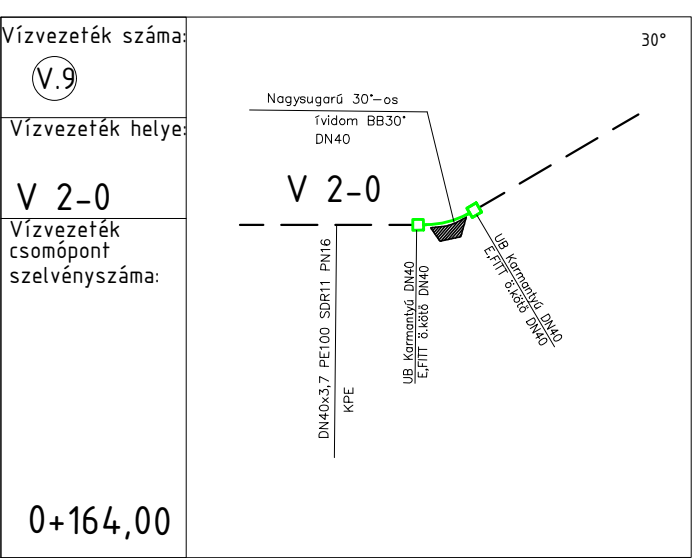 Vízvezeték száma:
V.9
Vízvezeték helye:
V 2-0
Vízvezeték
csomópont
szelvényszáma:
0+164,00
30°
Nagysugarú 30°-os
ívidom BB30°
DN40
V 2-0
DN40x3,7 PE100 SDR11 PN16
KPE
UB Karmantyú DN40
E,FITT ö.kötő DN40
UB Karmantyú DN40
E,FITT ö.kötő DN40